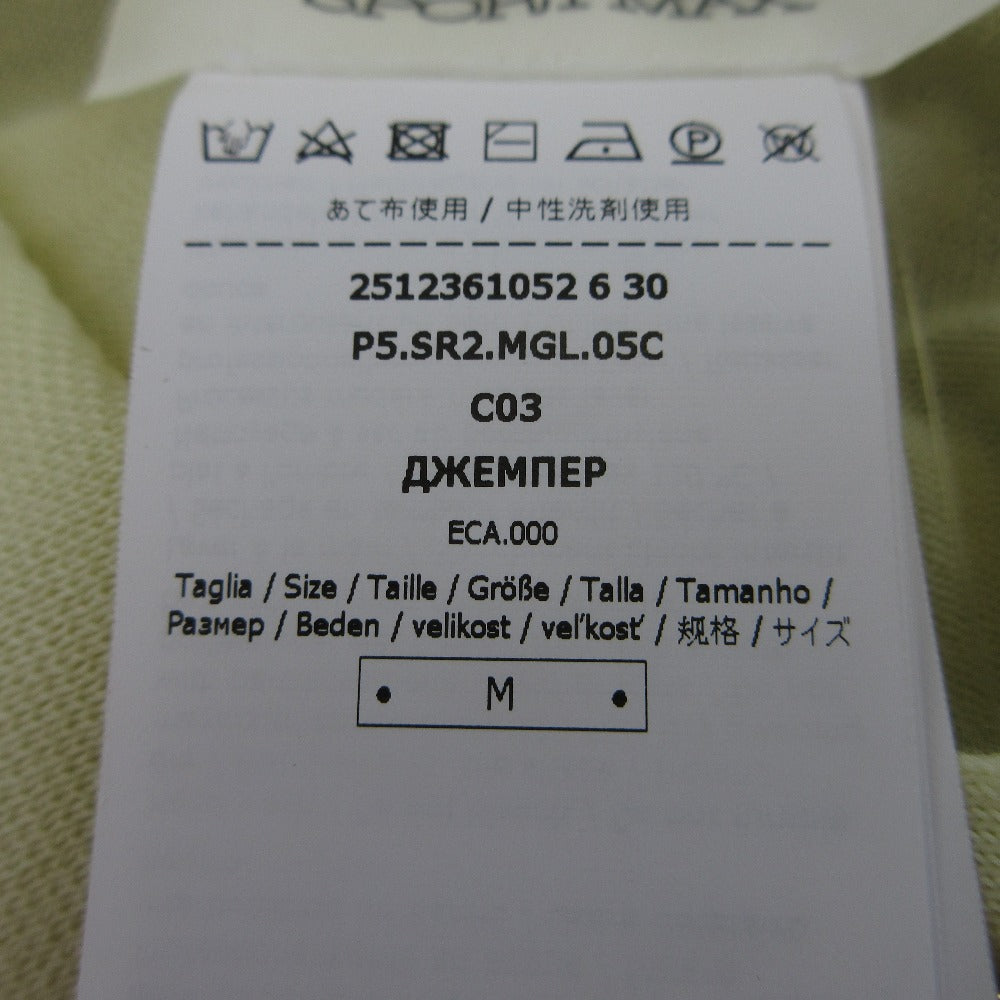 P W
あて布使用 / 中性洗剤使用
2512361052 6 30
P5.SR2.MGL.05C
C03
ДЖЕМПЕР
ECA.000
Taglia / Size / Taille / Größe / Talla / Tamanho /
Размер / Beden / velikost / veľkosť / 规格 / サイズ
• M •